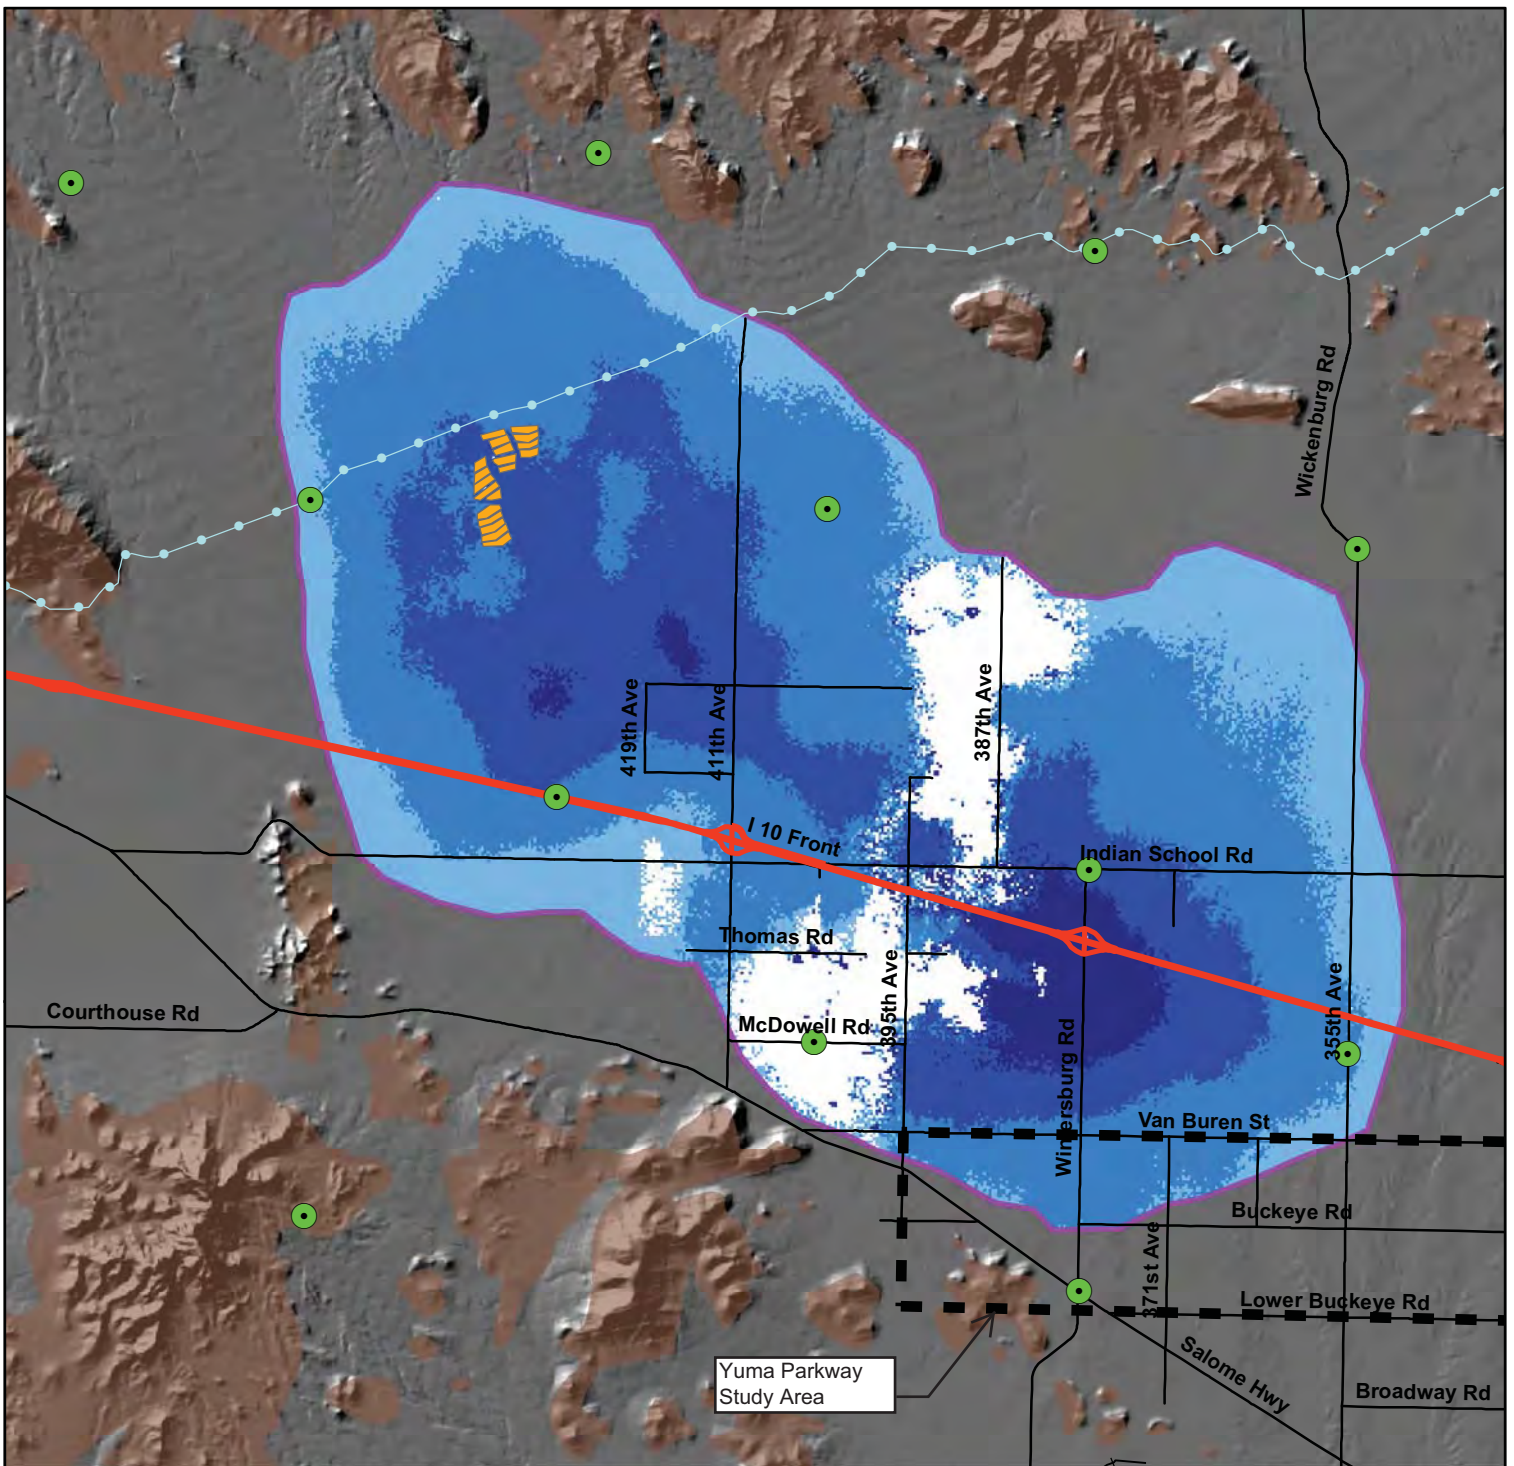 Wickenburg Rd
387th Ave
419th Ave
411th Ave
I 10 Front
Indian School Rd
Thomas Rd
395th Ave
355th Ave
Courthouse Rd
McDowell Rd
Wintersburg Rd
Van Buren St
Buckeye Rd
371st Ave
Lower Buckeye Rd
Salome Hwy
Yuma Parkway
Study Area
Broadway Rd